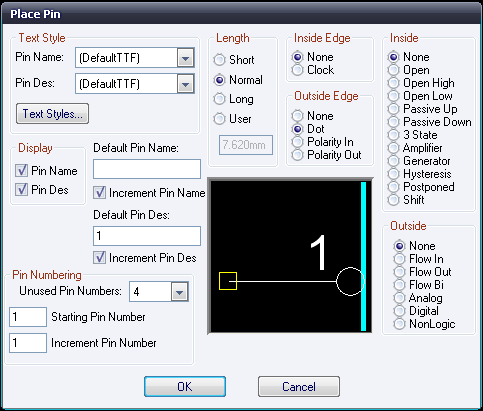 Place Pin
Text Style
Pin Name: (DefaultTTF)
Pin Des: (DefaultTTF)
Text Styles...
Display
Pin Name
Pin Des
Default Pin Name:
Increment Pin Name
Default Pin Des:
1
Increment Pin Des
Pin Numbering
Unused Pin Numbers: 4
1 Starting Pin Number
1 Increment Pin Number
Length
Short
Normal
Long
User
7.620mm
Inside Edge
None
Clock
Outside Edge
None
Dot
Polarity In
Polarity Out
1
Inside
None
Open
Open High
Open Low
Passive Up
Passive Down
3 State
Amplifier
Generator
Hysteresis
Postponed
Shift
Outside
None
Flow In
Flow Out
Flow Bi
Analog
Digital
NonLogic
OK
Cancel